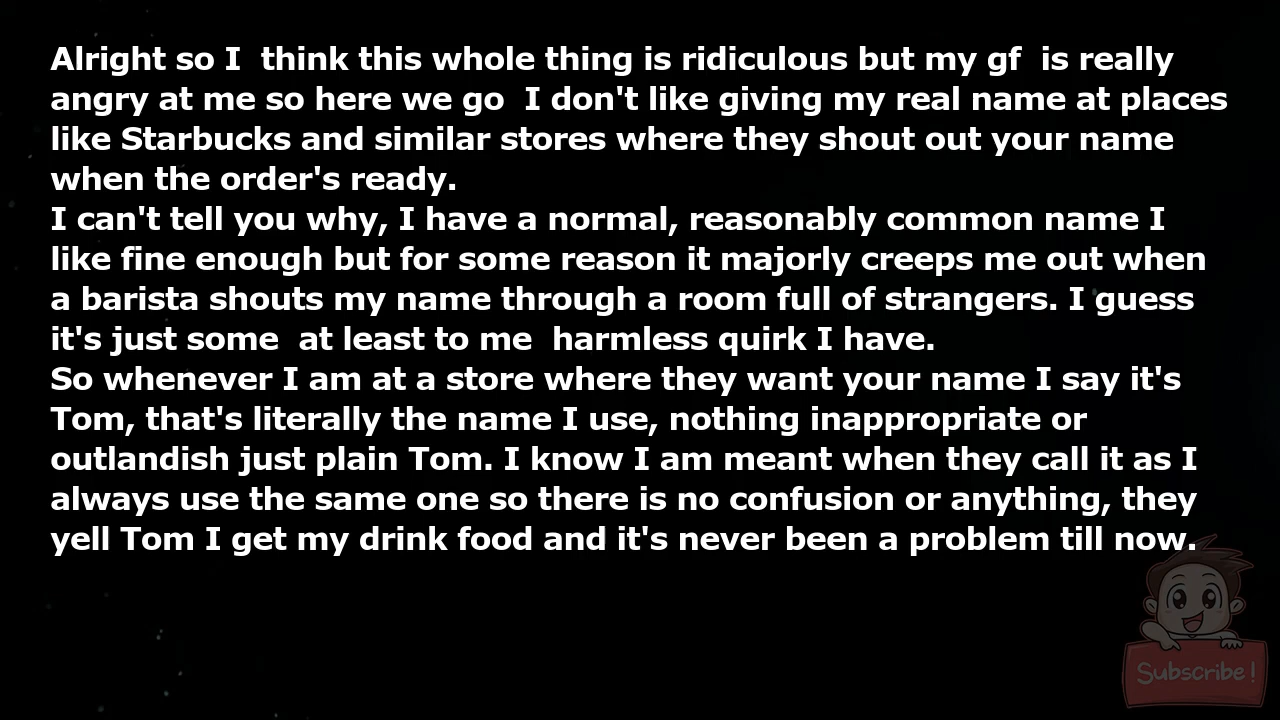 Alright so I  think this whole thing is ridiculous but my gf  is really
angry at me so here we go  I don't like giving my real name at places
like Starbucks and similar stores where they shout out your name
when the order's ready.
I can't tell you why, I have a normal, reasonably common name I
like fine enough but for some reason it majorly creeps me out when
a barista shouts my name through a room full of strangers. I guess
it's just some  at least to me  harmless quirk I have.
So whenever I am at a store where they want your name I say it's
Tom, that's literally the name I use, nothing inappropriate or
outlandish just plain Tom. I know I am meant when they call it as I
always use the same one so there is no confusion or anything, they
yell Tom I get my drink food and it's never been a problem till now.
Subscribe!